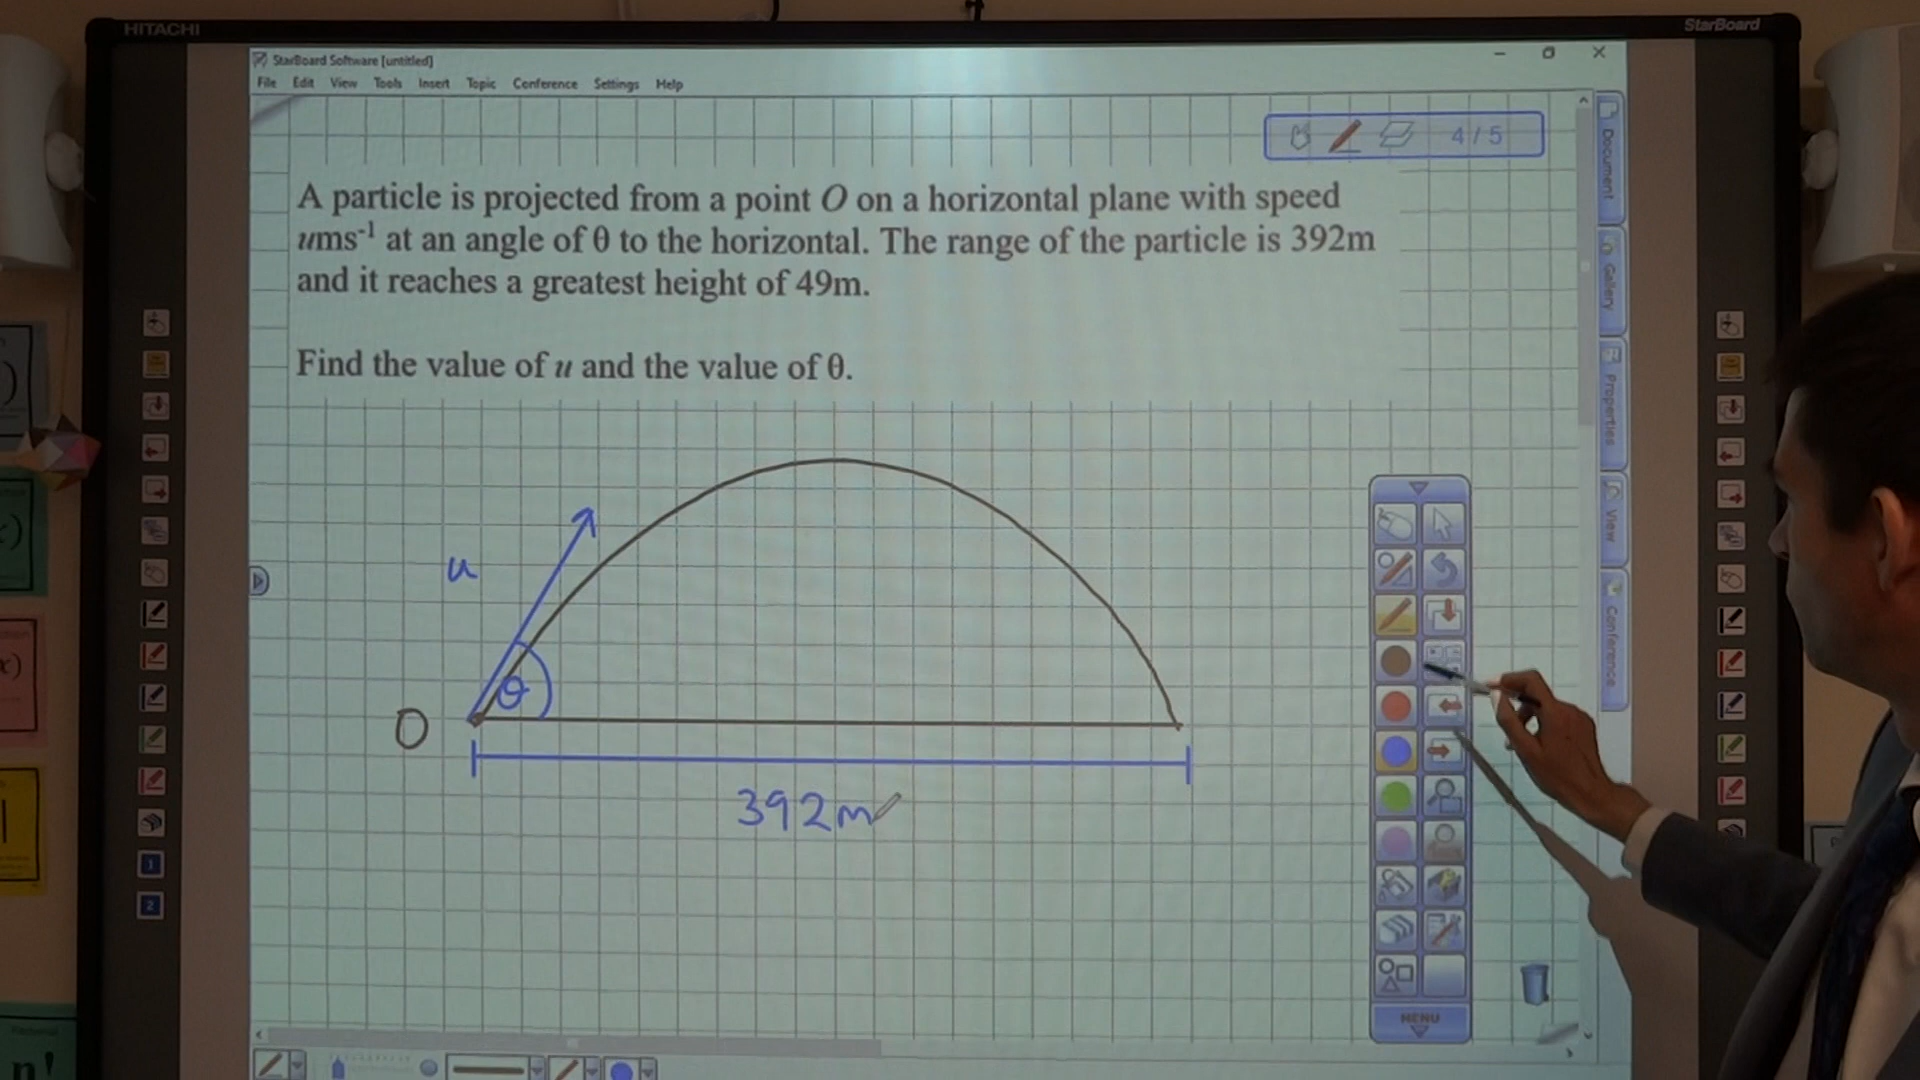 HITACHI
StarBoard
StarBoard Software [untitled]
File Edit View Tools Insert Topic Conference Settings Help
4 / 5
A particle is projected from a point O on a horizontal plane with speed
ums⁻¹ at an angle of θ to the horizontal. The range of the particle is 392m
and it reaches a greatest height of 49m.
Find the value of u and the value of θ.
u
θ
O
392m
Document
Gallery
Properties
View
Conference
MENU
1
2
n!